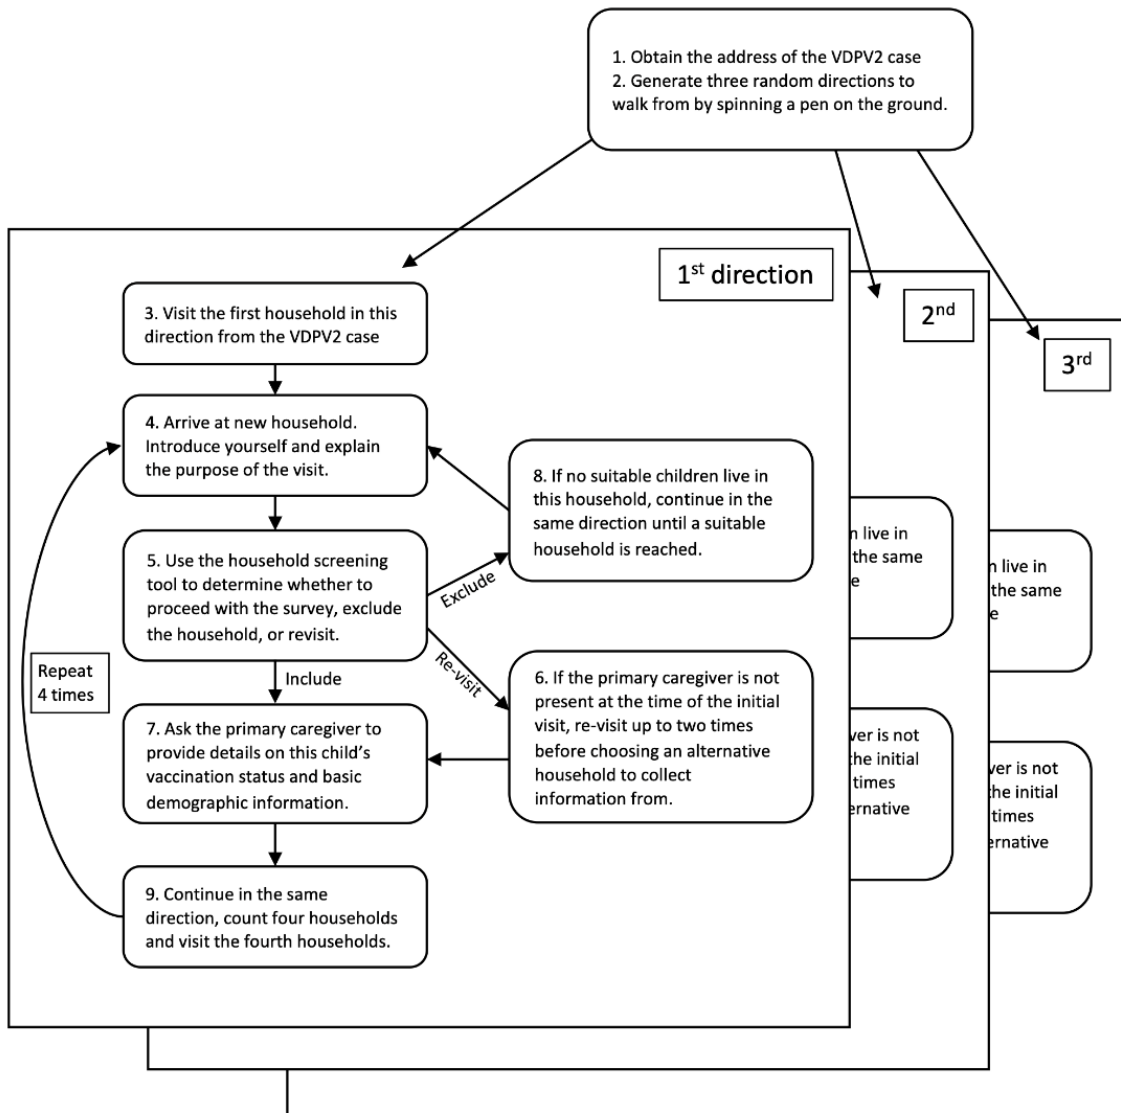 1. Obtain the address of the VDPV2 case
2. Generate three random directions to
walk from by spinning a pen on the ground.
1st direction
2nd
3rd
3. Visit the first household in this
direction from the VDPV2 case
4. Arrive at new household.
Introduce yourself and explain
the purpose of the visit.
8. If no suitable children live in
this household, continue in the
same direction until a suitable
household is reached.
5. Use the household screening
tool to determine whether to
proceed with the survey, exclude
the household, or revisit.
Exclude
Re-visit
Include
Repeat
4 times
6. If the primary caregiver is not
present at the time of the initial
visit, re-visit up to two times
before choosing an alternative
household to collect
information from.
7. Ask the primary caregiver to
provide details on this child's
vaccination status and basic
demographic information.
9. Continue in the same
direction, count four households
and visit the fourth households.
n live in
the same
e
ver is not
the initial
times
ernative
n live in
the same
e
ver is not
the initial
times
ernative